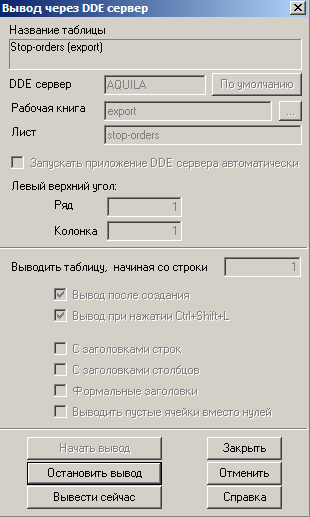 Вывод через DDE сервер
Название таблицы
Stop-orders (export)
DDE сервер AQUILA По умолчанию
Рабочая книга export ...
Лист stop-orders
Запускать приложение DDE сервера автоматически
Левый верхний угол:
Ряд 1
Колонка 1
Выводить таблицу, начиная со строки 1
Вывод после создания
Вывод при нажатии Ctrl+Shift+L
С заголовками строк
С заголовками столбцов
Формальные заголовки
Выводить пустые ячейки вместо нулей
Начать вывод Закрыть
Остановить вывод Отменить
Вывести сейчас Справка